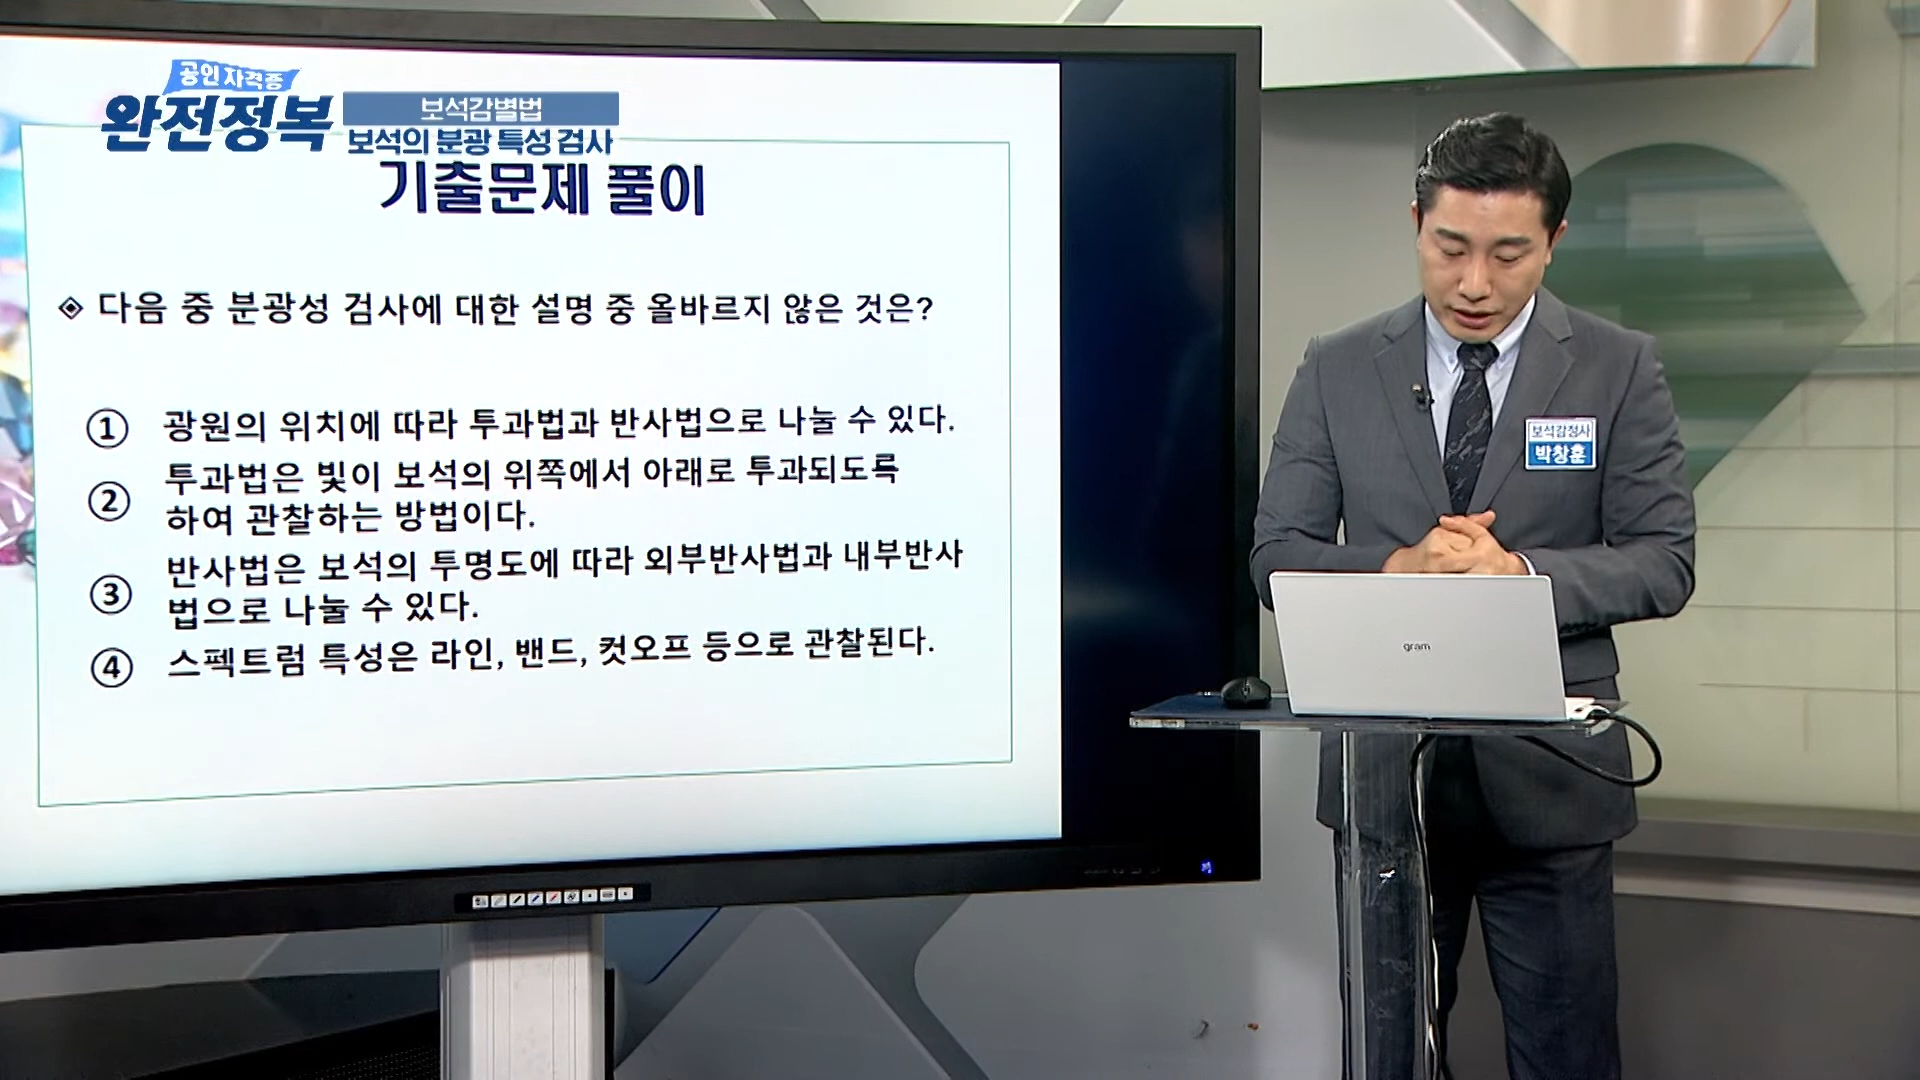 공인 자격증
완전정복
보석감별법
보석의 분광 특성 검사
기출문제 풀이
다음 중 분광성 검사에 대한 설명 중 올바르지 않은 것은?
① 광원의 위치에 따라 투과법과 반사법으로 나눌 수 있다.
② 투과법은 빛이 보석의 위쪽에서 아래로 투과되도록
하여 관찰하는 방법이다.
③ 반사법은 보석의 투명도에 따라 외부반사법과 내부반사
법으로 나눌 수 있다.
④ 스펙트럼 특성은 라인, 밴드, 컷오프 등으로 관찰된다.
보석감정사
박창훈
gram